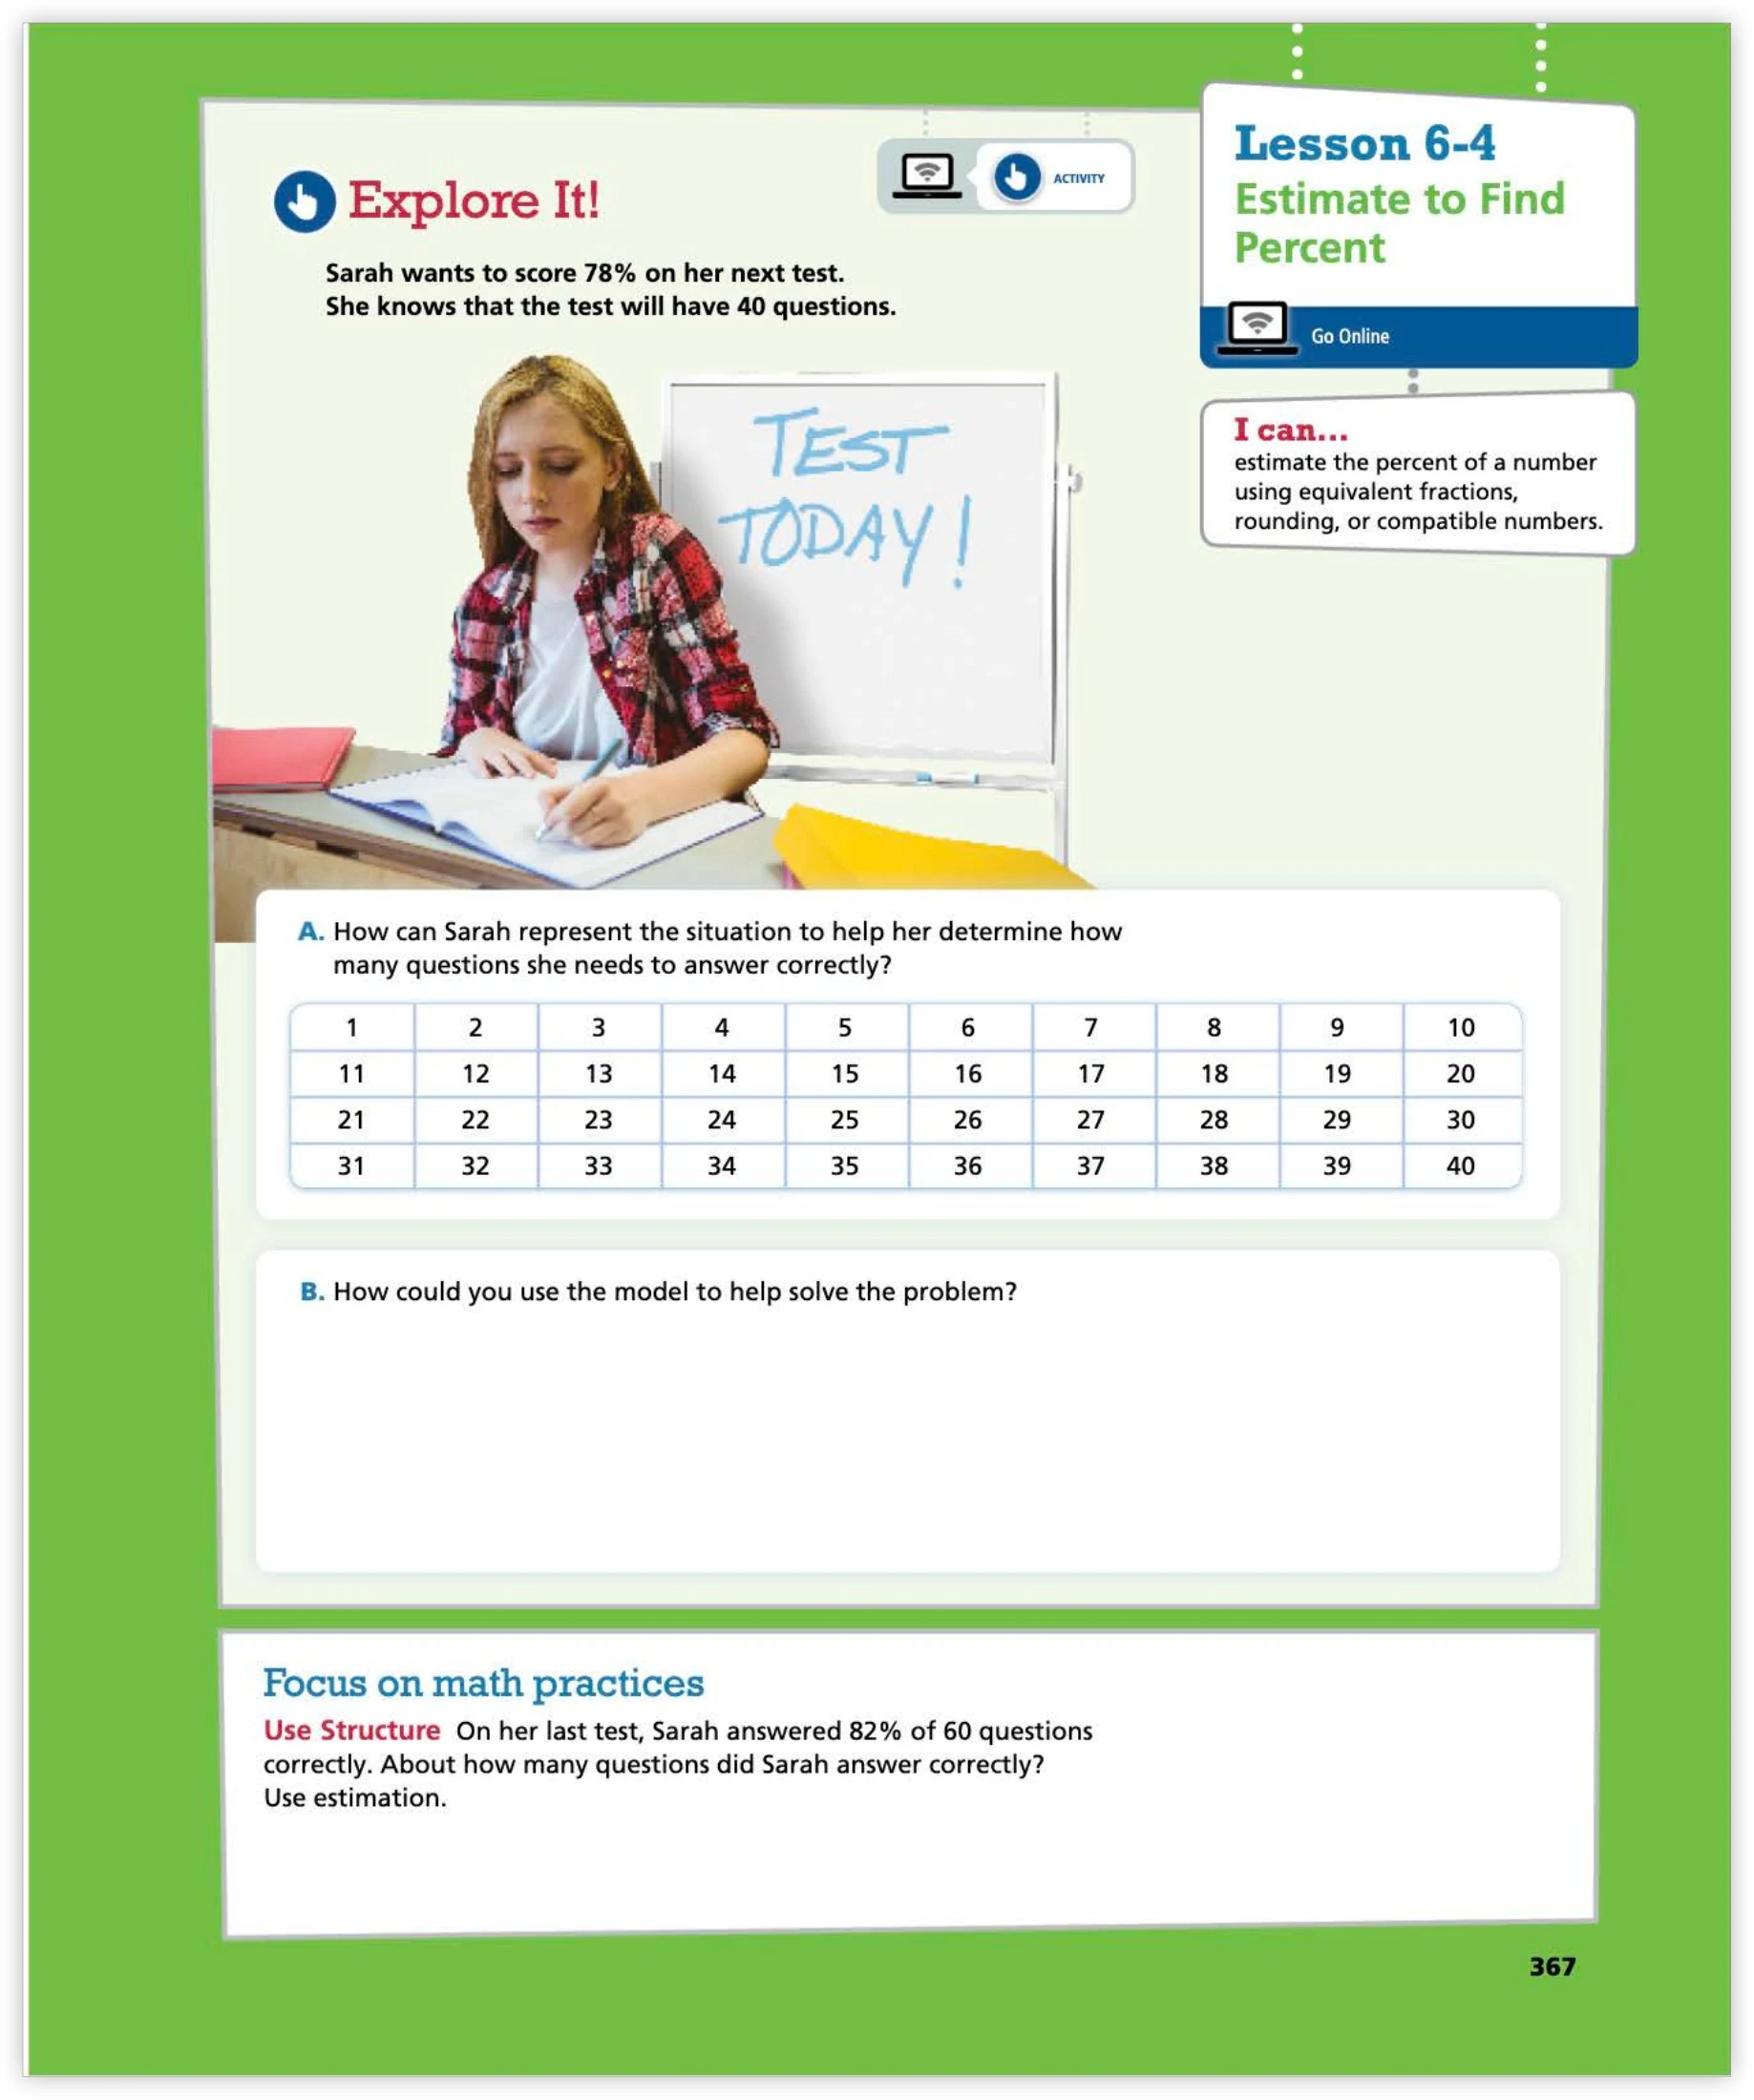 Lesson 6-4
Estimate to Find
Percent
Go Online
I can...
estimate the percent of a number
using equivalent fractions,
rounding, or compatible numbers.
ACTIVITY
Explore It!
Sarah wants to score 78% on her next test.
She knows that the test will have 40 questions.
TEST
TODAY!
A. How can Sarah represent the situation to help her determine how
many questions she needs to answer correctly?
1 2 3 4 5 6 7 8 9 10
11 12 13 14 15 16 17 18 19 20
21 22 23 24 25 26 27 28 29 30
31 32 33 34 35 36 37 38 39 40
B. How could you use the model to help solve the problem?
Focus on math practices
Use Structure On her last test, Sarah answered 82% of 60 questions
correctly. About how many questions did Sarah answer correctly?
Use estimation.
367